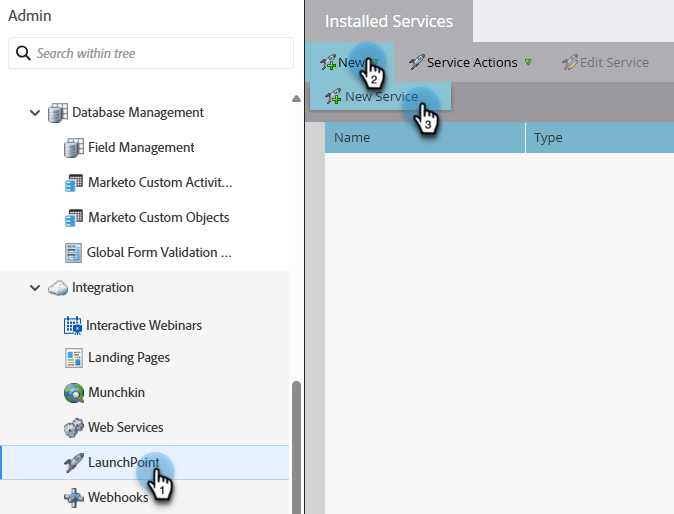 Admin
Search within tree
Database Management
Field Management
Marketo Custom Activit...
Marketo Custom Objects
Global Form Validation ...
Integration
Interactive Webinars
Landing Pages
Munchkin
Web Services
LaunchPoint
1
Webhooks
Installed Services
New
2
Service Actions
Edit Service
New Service
3
Name
Type